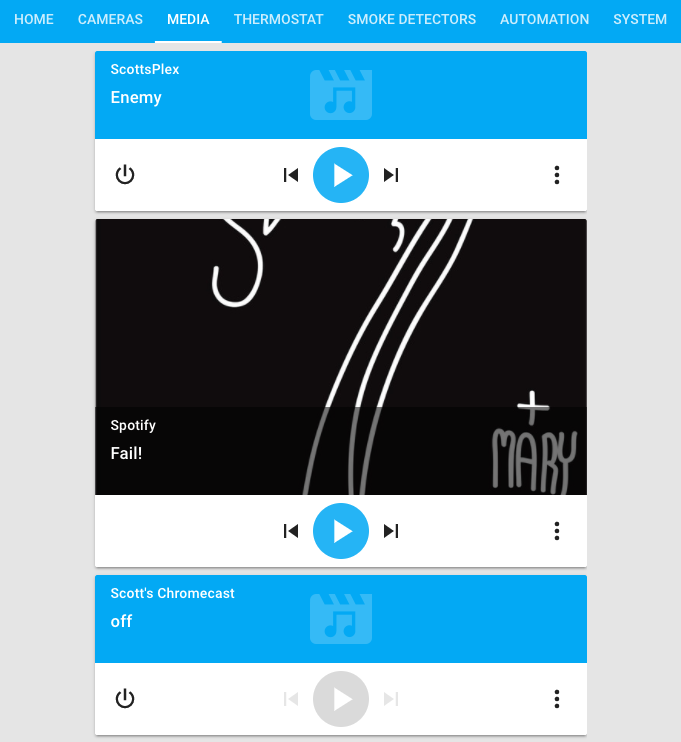 HOME CAMERAS MEDIA THERMOSTAT SMOKE DETECTORS AUTOMATION SYSTEM
ScottsPlex
Enemy
+
MARY
Spotify
Fail!
Scott's Chromecast
off